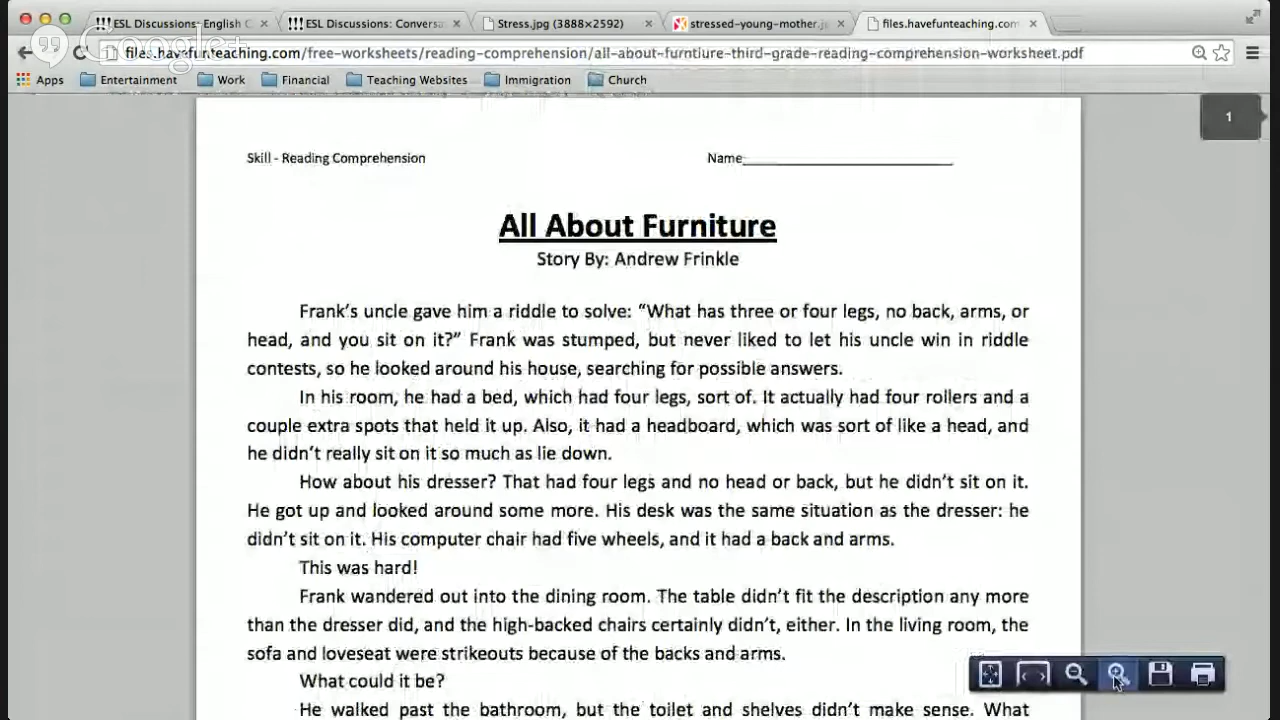 !!! ESL Discussions: English C
!!! ESL Discussions: Convers
Stress.jpg (3888×2592)
stressed-young-mother.j
files.havefunteaching.com
Google+
files.havefunteaching.com/free-worksheets/reading-comprehension/all-about-furntiure-third-grade-reading-comprehension-worksheet.pdf
Apps Entertainment Work Financial Teaching Websites Immigration Church
1
Skill - Reading Comprehension Name
All About Furniture
Story By: Andrew Frinkle
Frank's uncle gave him a riddle to solve: "What has three or four legs, no back, arms, or
head, and you sit on it?" Frank was stumped, but never liked to let his uncle win in riddle
contests, so he looked around his house, searching for possible answers.
In his room, he had a bed, which had four legs, sort of. It actually had four rollers and a
couple extra spots that held it up. Also, it had a headboard, which was sort of like a head, and
he didn't really sit on it so much as lie down.
How about his dresser? That had four legs and no head or back, but he didn't sit on it.
He got up and looked around some more. His desk was the same situation as the dresser: he
didn't sit on it. His computer chair had five wheels, and it had a back and arms.
This was hard!
Frank wandered out into the dining room. The table didn't fit the description any more
than the dresser did, and the high-backed chairs certainly didn't, either. In the living room, the
sofa and loveseat were strikeouts because of the backs and arms.
What could it be?
He walked past the bathroom, but the toilet and shelves didn't make sense. What